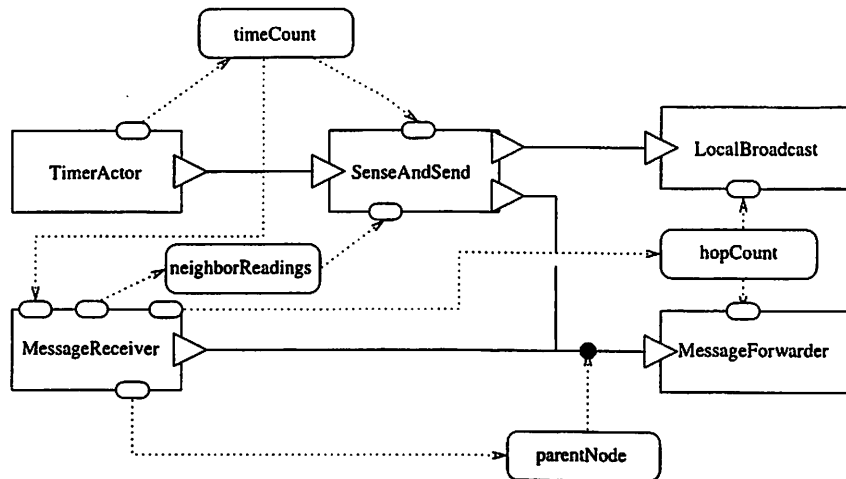 timeCount
TimerActor
SenseAndSend
LocalBroadcast
neighborReadings
hopCount
MessageReceiver
MessageForwarder
parentNode